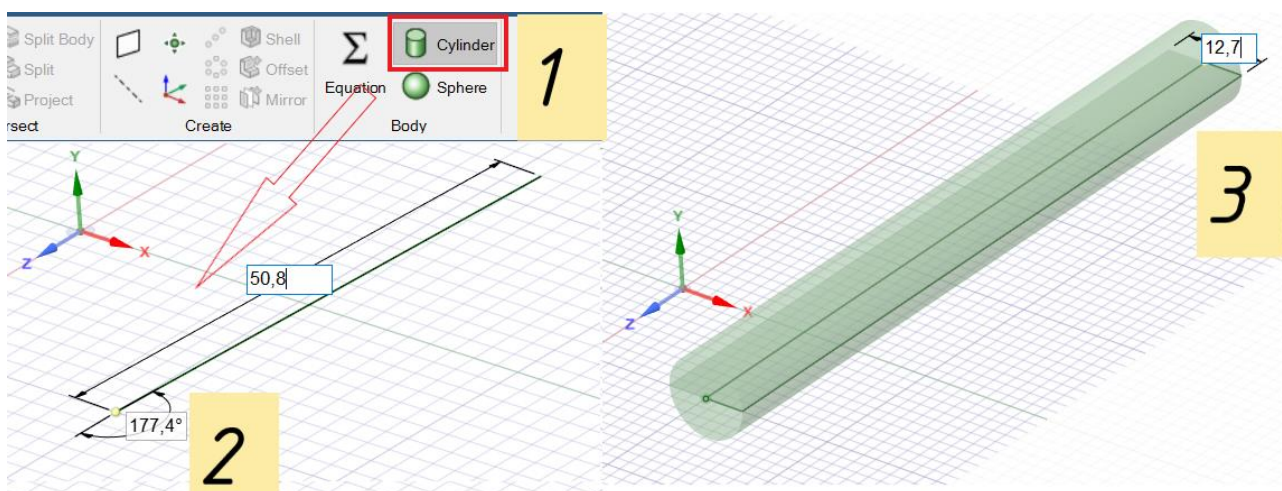 Split Body
Split
Project
rsect
Shell
Offset
Mirror
Create
Σ
Equation
Cylinder
Sphere
Body
1
Y
X
Z
50,8
177,4°
2
12,7
Y
X
Z
3